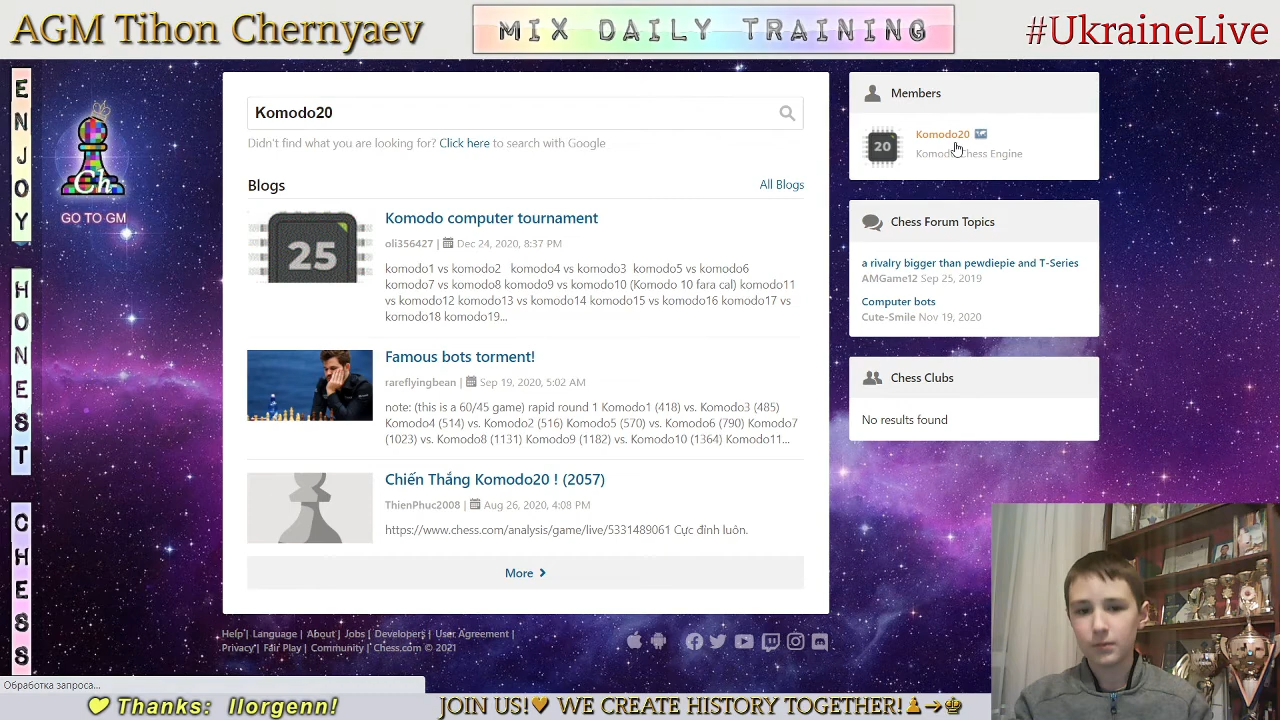 AGM Tihon Chernyaev
MIX DAILY TRAINING
#UkraineLive
ENJOY
HONEST
CHESS
Ch
GO TO GM
Komodo20
Didn't find what you are looking for? Click here to search with Google
Blogs
All Blogs
25
Komodo computer tournament
oli356427 | Dec 24, 2020, 8:37 PM
komodo1 vs komodo2 komodo4 vs komodo3 komodo5 vs komodo6
komodo7 vs komodo8 komodo9 vs komodo10 (Komodo 10 fara cal) komodo11
vs komodo12 komodo13 vs komodo14 komodo15 vs komodo16 komodo17 vs
komodo18 komodo19...
Famous bots torment!
rareflyingbean | Sep 19, 2020, 5:02 AM
note: (this is a 60/45 game) rapid round 1 Komodo1 (418) vs. Komodo3 (485)
Komodo4 (514) vs. Komodo2 (516) Komodo5 (570) vs. Komodo6 (790) Komodo7
(1023) vs. Komodo8 (1131) Komodo9 (1182) vs. Komodo10 (1364) Komodo11...
Chiến Thắng Komodo20 ! (2057)
ThienPhuc2008 | Aug 26, 2020, 4:08 PM
https://www.chess.com/analysis/game/live/5331489061 Cực đỉnh luôn.
More
Members
20
Komodo20
Komodo Chess Engine
Chess Forum Topics
a rivalry bigger than pewdiepie and T-Series
AMGame12 Sep 25, 2019
Computer bots
Cute-Smile Nov 19, 2020
Chess Clubs
No results found
Help | Language | About | Jobs | Developers | User Agreement |
Privacy | Fair Play | Community | Chess.com © 2021
Обработка запроса...
Thanks: llorgenn!
JOIN US! WE CREATE HISTORY TOGETHER!